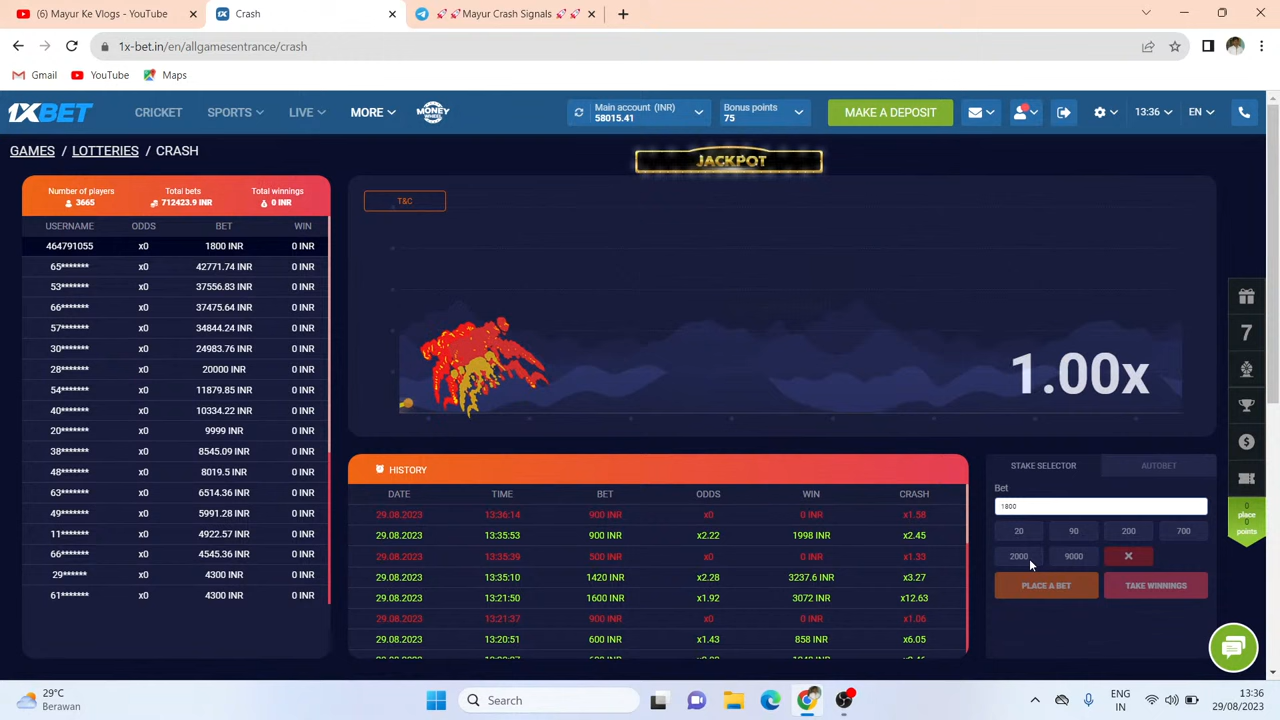 (6) Mayur Ke Vlogs - YouTube
Crash
🚀🚀 Mayur Crash Signals 🚀🚀
1x-bet.in/en/allgamesentrance/crash
Gmail
YouTube
Maps
1XBET
CRICKET
SPORTS
LIVE
MORE
MONEY WHEEL
Main account (INR)
58015.41
Bonus points
75
MAKE A DEPOSIT
13:36
EN
GAMES / LOTTERIES / CRASH
JACKPOT
Number of players Total bets Total winnings
3665 712423.9 INR 0 INR
USERNAME ODDS BET WIN
464791055 x0 1800 INR 0 INR
65******* x0 42771.74 INR 0 INR
53******* x0 37556.83 INR 0 INR
66******* x0 37475.64 INR 0 INR
57******* x0 34844.24 INR 0 INR
30******* x0 24983.76 INR 0 INR
28******* x0 20000 INR 0 INR
54******* x0 11879.85 INR 0 INR
40******* x0 10334.22 INR 0 INR
20******* x0 9999 INR 0 INR
38******* x0 8545.09 INR 0 INR
48******* x0 8019.5 INR 0 INR
63******* x0 6514.36 INR 0 INR
49******* x0 5991.28 INR 0 INR
11******* x0 4922.57 INR 0 INR
66******* x0 4545.36 INR 0 INR
29****** x0 4300 INR 0 INR
61******* x0 4300 INR 0 INR
T&C
1.00x
HISTORY
DATE TIME BET ODDS WIN CRASH
29.08.2023 13:36:14 900 INR x0 0 INR x1.58
29.08.2023 13:35:53 900 INR x2.22 1998 INR x2.45
29.08.2023 13:35:39 500 INR x0 0 INR x1.33
29.08.2023 13:35:10 1420 INR x2.28 3237.6 INR x3.27
29.08.2023 13:21:50 1600 INR x1.92 3072 INR x12.63
29.08.2023 13:21:37 900 INR x0 0 INR x1.06
29.08.2023 13:20:51 600 INR x1.43 858 INR x6.05
STAKE SELECTOR
AUTOBET
Bet
1800
20 90 200 700
2000 9000
PLACE A BET
TAKE WINNINGS
7
0
place
0
points
29°C
Berawan
Search
ENG
IN
13:36
29/08/2023